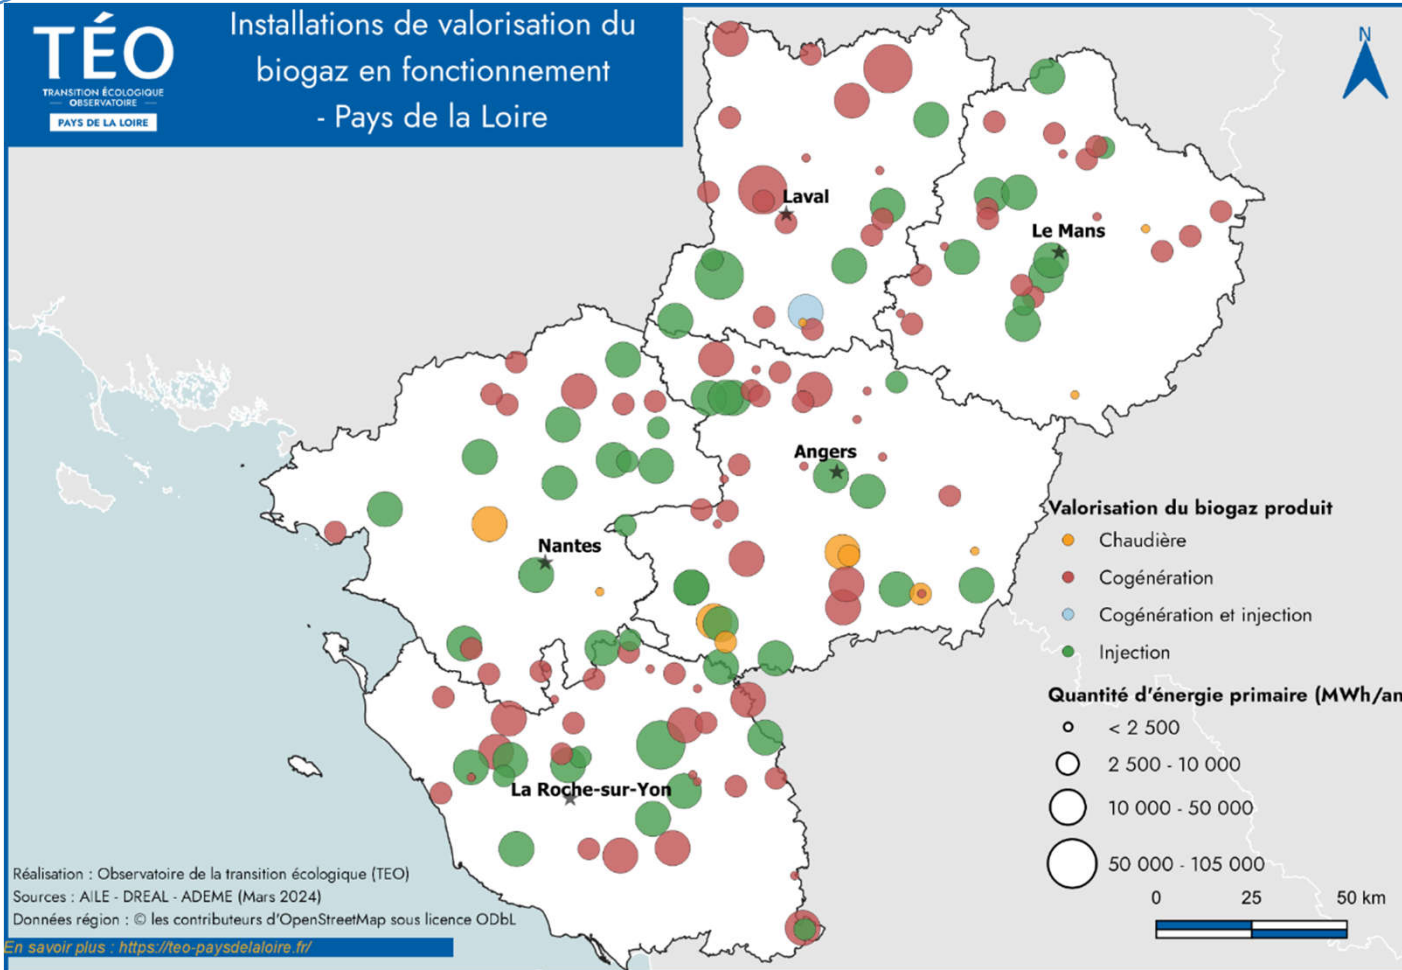 TÉO
TRANSITION ÉCOLOGIQUE
OBSERVATOIRE
PAYS DE LA LOIRE
Installations de valorisation du
biogaz en fonctionnement
- Pays de la Loire
N
Laval
Le Mans
Angers
Nantes
La Roche-sur-Yon
Valorisation du biogaz produit
Chaudière
Cogénération
Cogénération et injection
Injection
Quantité d'énergie primaire (MWh/an
< 2 500
2 500 - 10 000
10 000 - 50 000
50 000 - 105 000
0 25 50 km
Réalisation : Observatoire de la transition écologique (TEO)
Sources : AILE - DREAL - ADEME (Mars 2024)
Données région : © les contributeurs d'OpenStreetMap sous licence ODbL
En savoir plus : https://teo-paysdelaloire.fr/